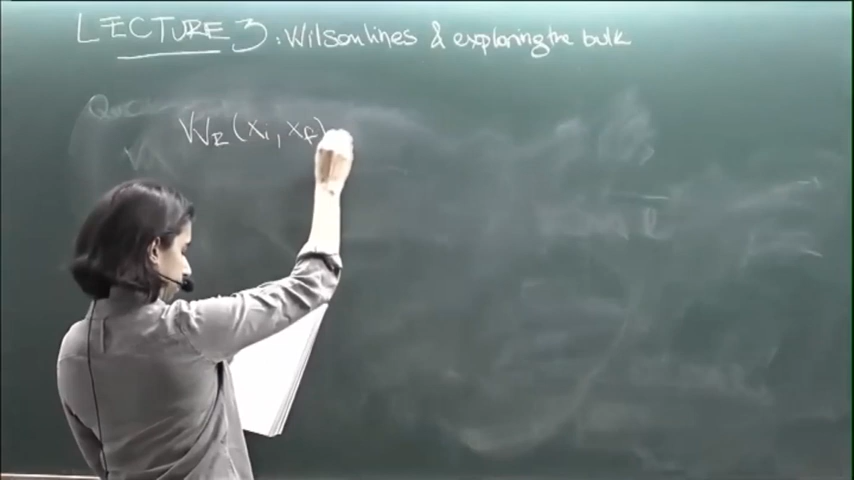 LECTURE 3: Wilson lines & exploring the bulk
W_R(x_i, x_f)